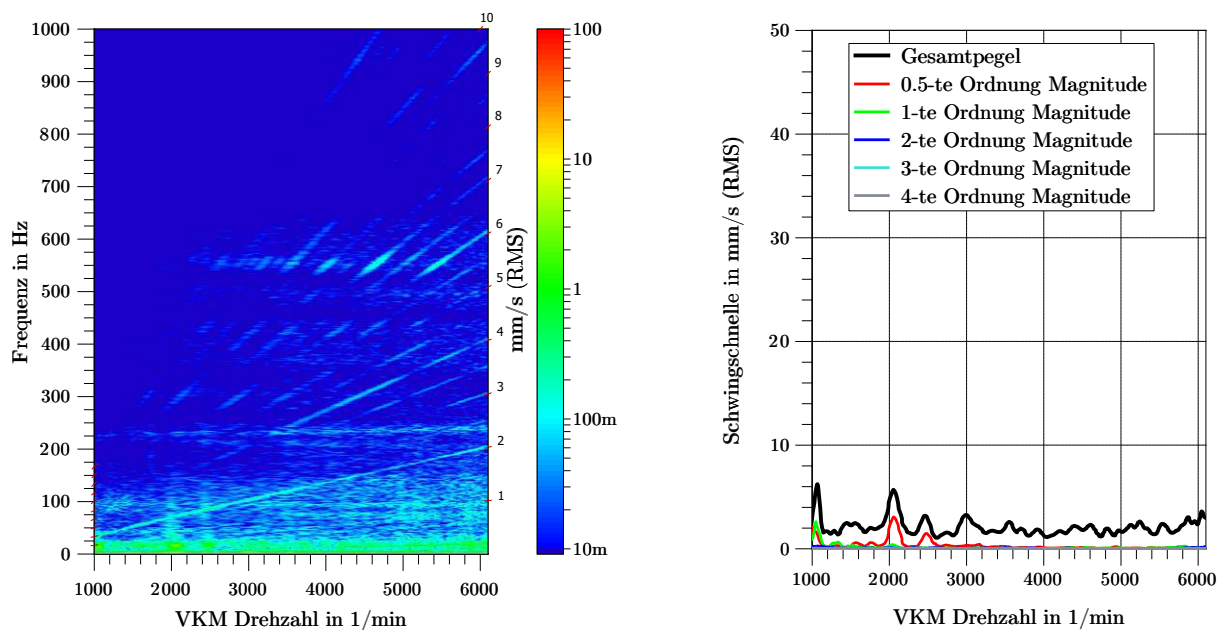 1000
900
800
700
600
500
400
300
200
100
0
Frequenz in Hz
1000 2000 3000 4000 5000 6000
VKM Drehzahl in 1/min
10
9
8
7
6
5
4
3
2
1
mm/s (RMS)
100
10
1
100m
10m
50
40
30
20
10
0
Schwingschnelle in mm/s (RMS)
Gesamtpegel
0.5-te Ordnung Magnitude
1-te Ordnung Magnitude
2-te Ordnung Magnitude
3-te Ordnung Magnitude
4-te Ordnung Magnitude
1000 2000 3000 4000 5000 6000
VKM Drehzahl in 1/min